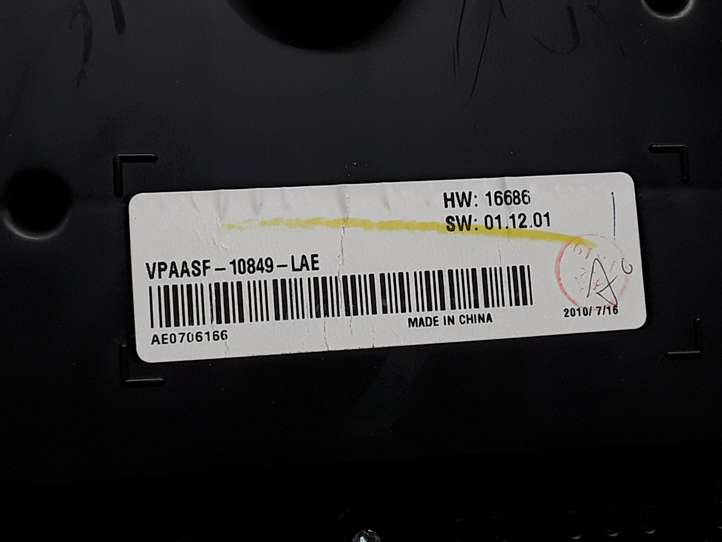 HW: 16686
SW: 01.12.01
VPAASF-10849-LAE
AE0706166
MADE IN CHINA
2010/ 7/16